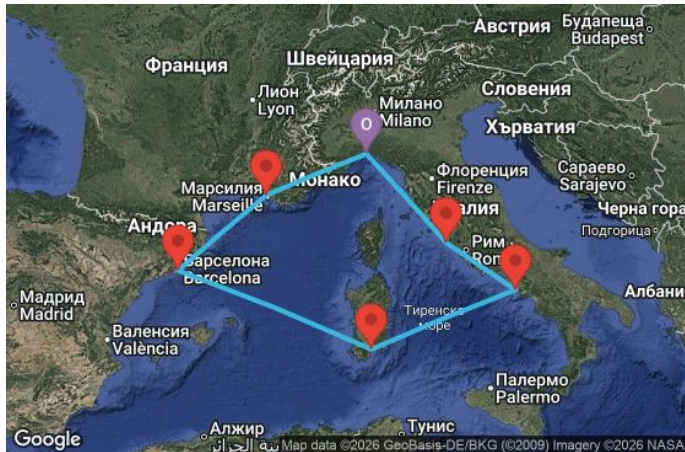 Австрия
Будапеща
Budapest
Франция
Швейцария
Лион
Lyon
Словения
Милано
Milano
O
Хърватия
Марсилия
Marseille
Монако
Флоренция
Firenze
Сараево
Sarajevo
Андора
Черна гора
Подгорица
Рим
Барселона
Barcelona
Мадрид
Madrid
Валенсия
València
Тиренско
море
Палермо
Palermo
Алжир
Тунис
Google
Map data ©2026 GeoBasis-DE/BKG (©2009) Imagery ©2026 NASA